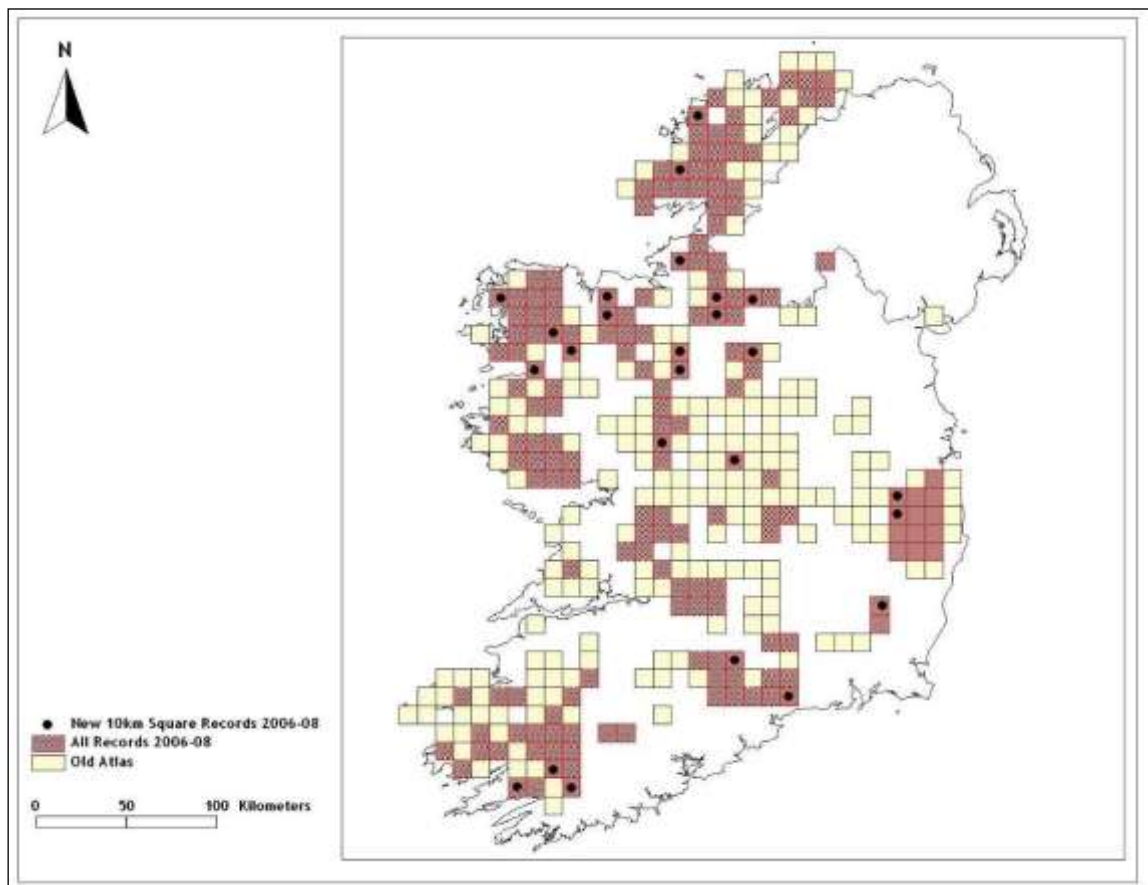 N
New 10km Square Records 2006-08
All Records 2006-08
Old Atlas
0 50 100 Kilometers